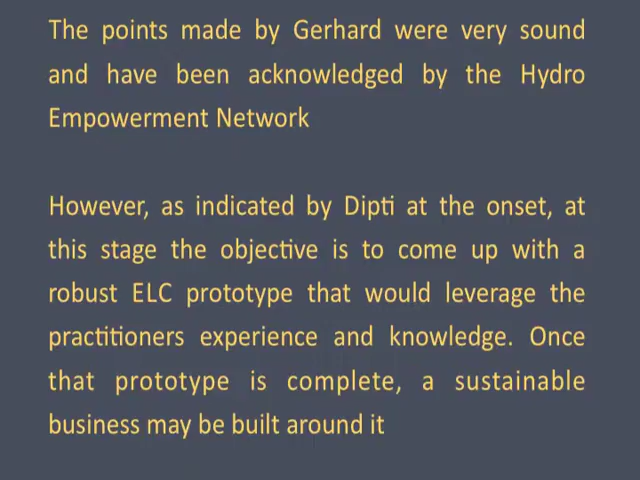 The points made by Gerhard were very sound
and have been acknowledged by the Hydro
Empowerment Network
However, as indicated by Dipti at the onset, at
this stage the objective is to come up with a
robust ELC prototype that would leverage the
practitioners experience and knowledge. Once
that prototype is complete, a sustainable
business may be built around it